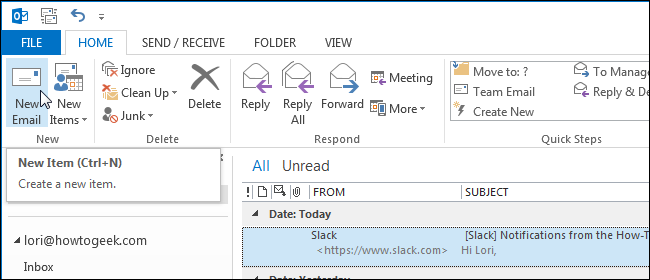 FILE HOME SEND / RECEIVE FOLDER VIEW
New Email
New Items
Ignore
Clean Up
Junk
Delete
Reply
Reply All
Forward
Meeting
More
Move to: ?
Team Email
Create New
To Manage
Reply & De
New Delete Respond Quick Steps
New Item (Ctrl+N)
Create a new item.
All Unread
! FROM SUBJECT
Date: Today
Slack [Slack] Notifications from the How-T
<https://www.slack.com> Hi Lori,
lori@howtogeek.com
Inbox